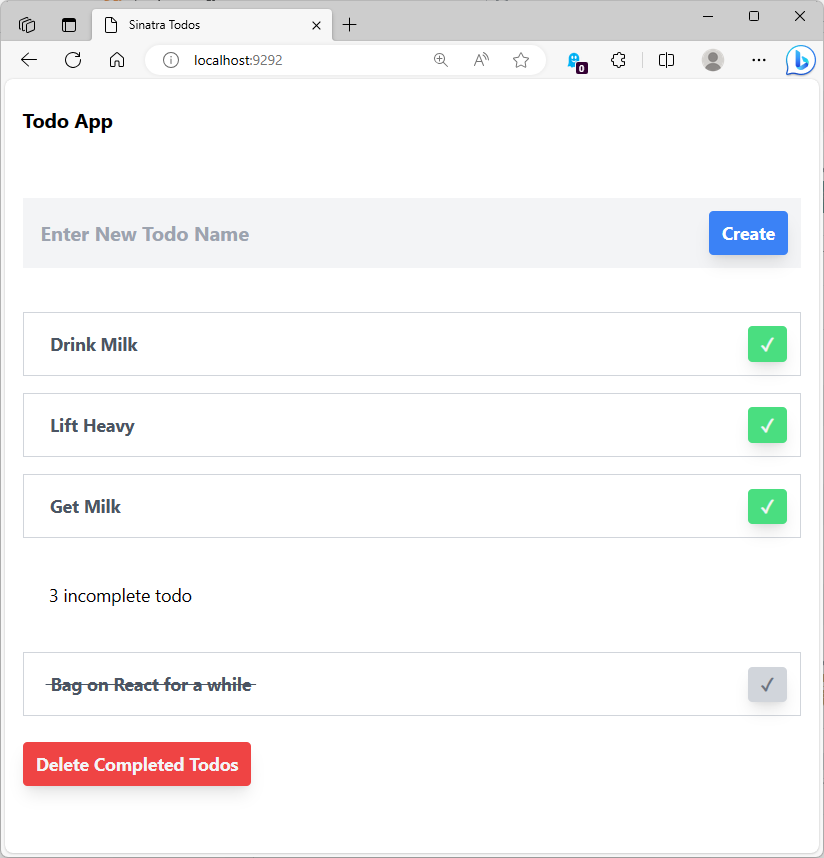 Sinatra Todos
localhost:9292
0
Todo App
Enter New Todo Name
Create
Drink Milk
✓
Lift Heavy
✓
Get Milk
✓
3 incomplete todo
Bag on React for a while
✓
Delete Completed Todos